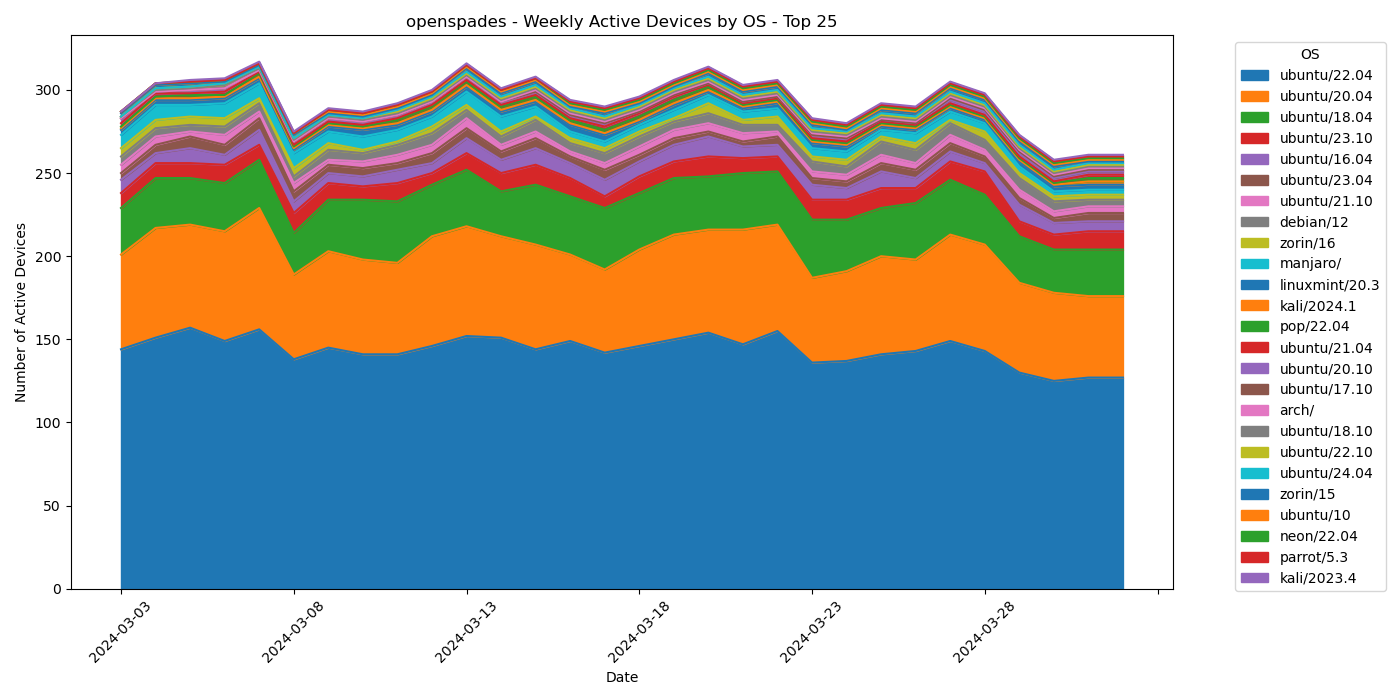 openspades - Weekly Active Devices by OS - Top 25
Number of Active Devices
300
250
200
150
100
50
0
2024-03-03
2024-03-08
2024-03-13
2024-03-18
2024-03-23
2024-03-28
Date
OS
ubuntu/22.04
ubuntu/20.04
ubuntu/18.04
ubuntu/23.10
ubuntu/16.04
ubuntu/23.04
ubuntu/21.10
debian/12
zorin/16
manjaro/
linuxmint/20.3
kali/2024.1
pop/22.04
ubuntu/21.04
ubuntu/20.10
ubuntu/17.10
arch/
ubuntu/18.10
ubuntu/22.10
ubuntu/24.04
zorin/15
ubuntu/10
neon/22.04
parrot/5.3
kali/2023.4